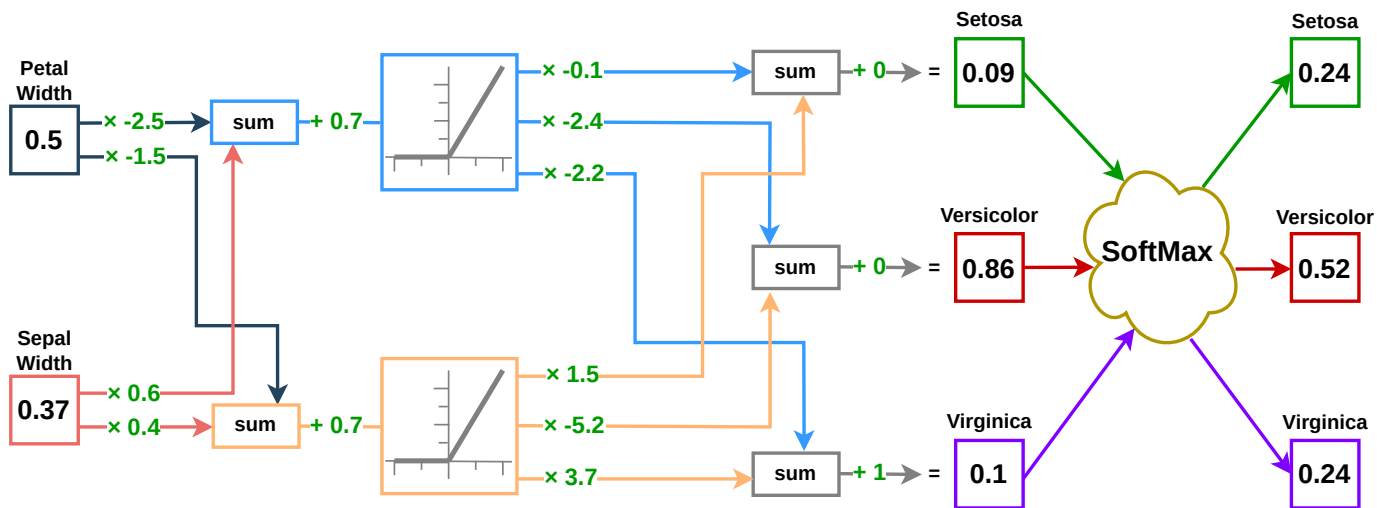 Setosa
Setosa
Petal
Width
0.5
× -2.5
× -1.5
sum
+ 0.7
× -0.1
× -2.4
× -2.2
sum
+ 0
=
0.09
0.24
Versicolor
Versicolor
sum
+ 0
=
0.86
SoftMax
0.52
Sepal
Width
0.37
× 0.6
× 0.4
sum
+ 0.7
× 1.5
× -5.2
× 3.7
sum
+ 1
=
Virginica
Virginica
0.1
0.24